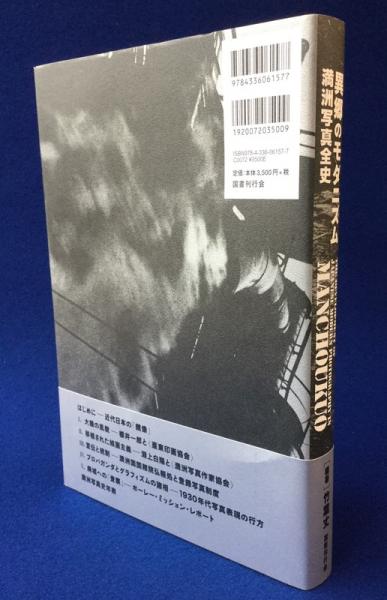 9784336061577
1920072035009
ISBN978-4-336-06157-7
C0072 ¥3500E
定価:本体3,500円+税
国書刊行会
異郷のモダニズム
満洲写真全史
MANCHOUKUO
はじめに——近代日本の「鏡像」
I. 大陸の風貌——櫻井一郎と〈亜東印画協会〉
II. 移植された絵画主義——淵上白陽と〈満洲写真作家協会〉
III. 宣伝と統制——満洲国国務院弘報処と登録写真制度
IV. プロパガンダとグラフィズムの諸相——1930年代写真表現の行方
V. 廃墟への「査察」——ポーレー・ミッション・レポート
満洲写真史年表